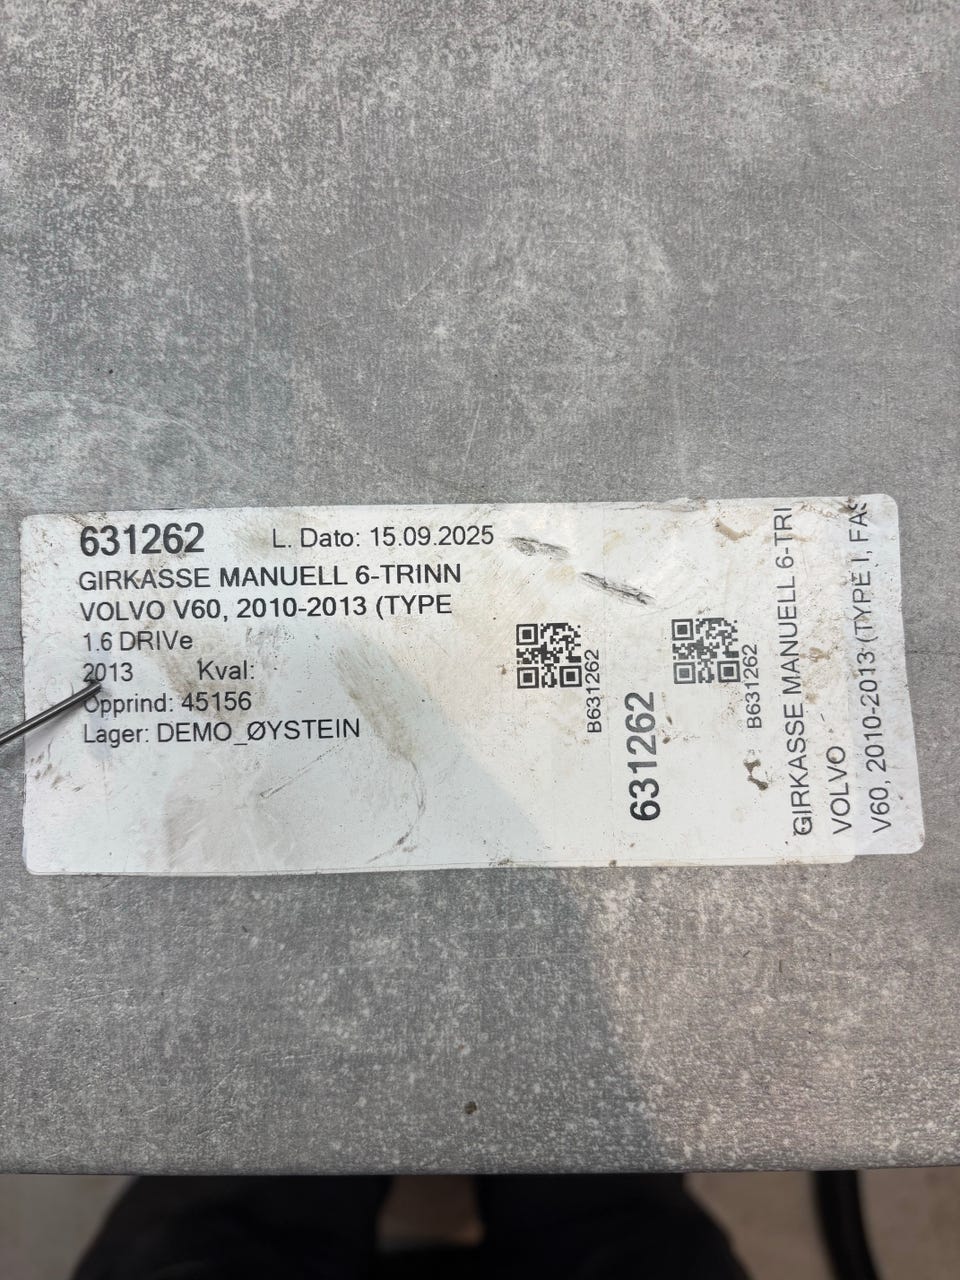 631262 L. Dato: 15.09.2025
GIRKASSE MANUELL 6-TRINN
VOLVO V60, 2010-2013 (TYPE
1.6 DRIVe
2013 Kval:
Opprind: 45156
Lager: DEMO_ØYSTEIN
B631262
631262
B631262
GIRKASSE MANUELL 6-TRI
VOLVO
V60, 2010-2013 (TYPE I, FAS